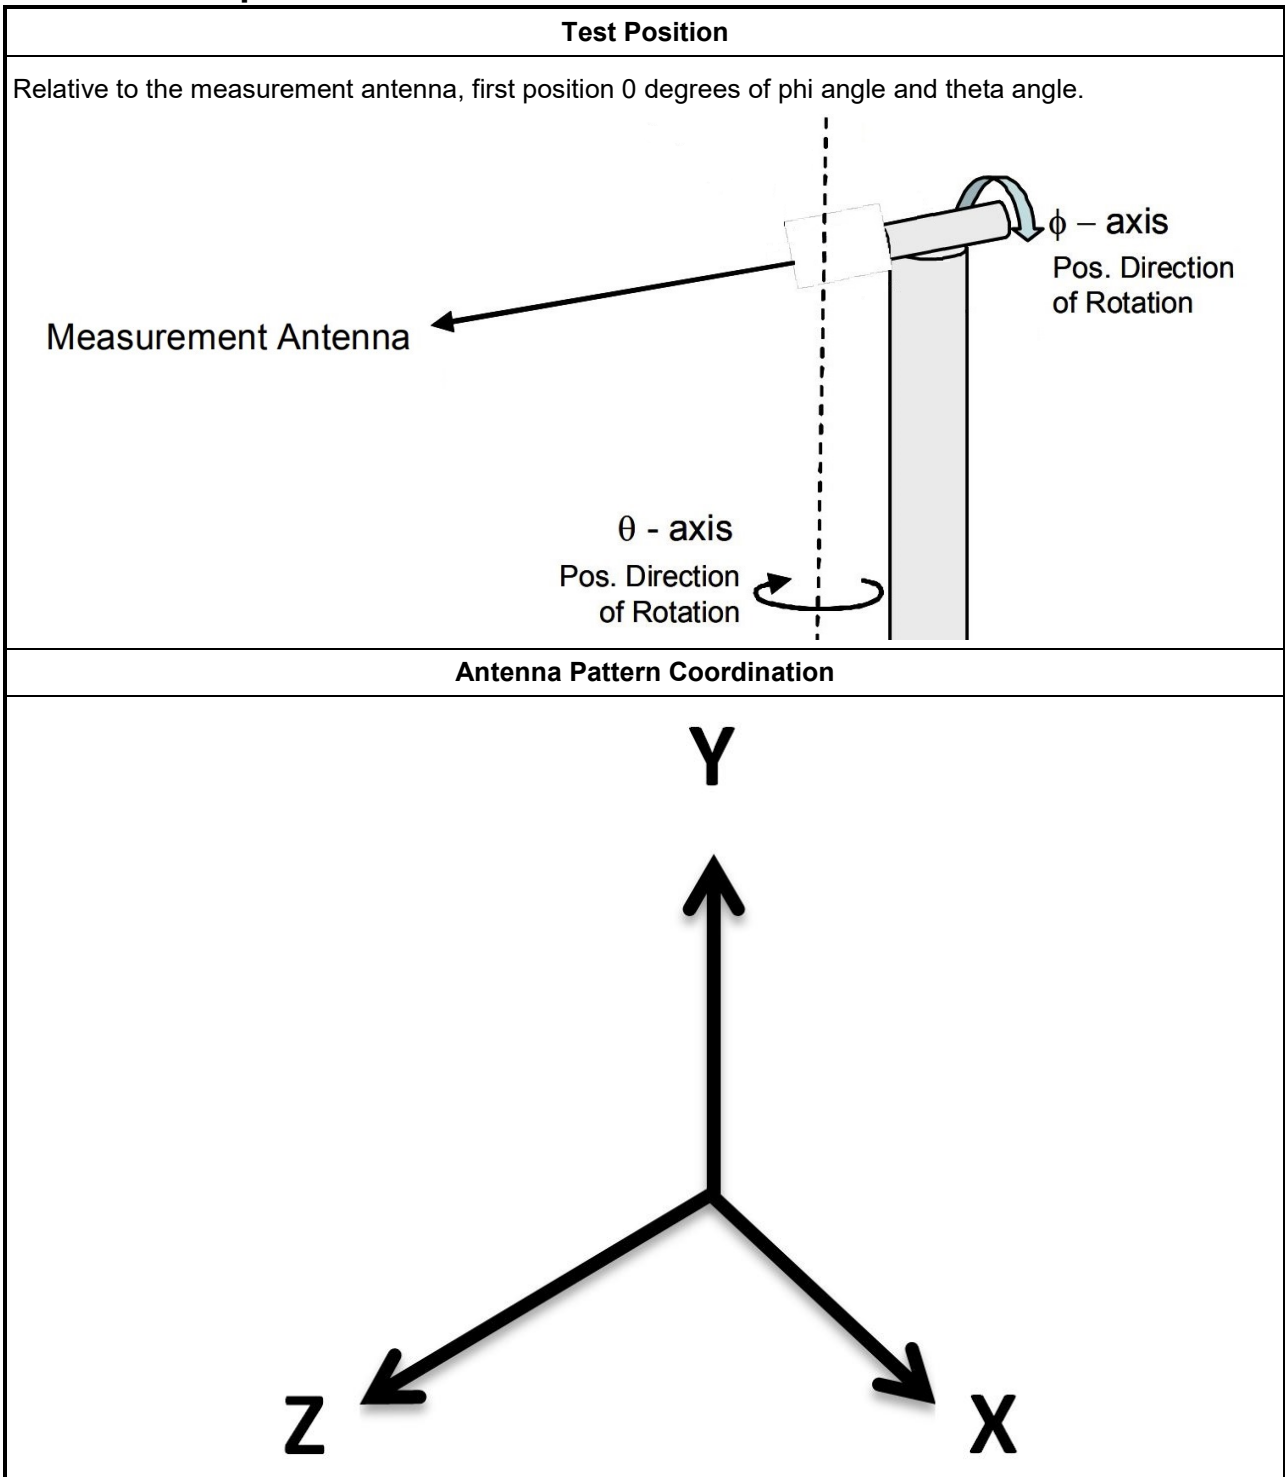 Test Position
Relative to the measurement antenna, first position 0 degrees of phi angle and theta angle.
ϕ – axis
Pos. Direction
of Rotation
Measurement Antenna
θ - axis
Pos. Direction
of Rotation
Antenna Pattern Coordination
Y
Z
X